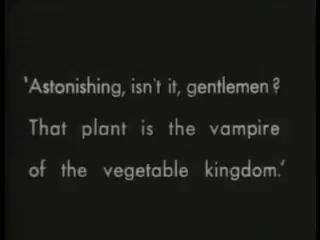 'Astonishing, isn't it, gentlemen?
That plant is the vampire
of the vegetable kingdom.'